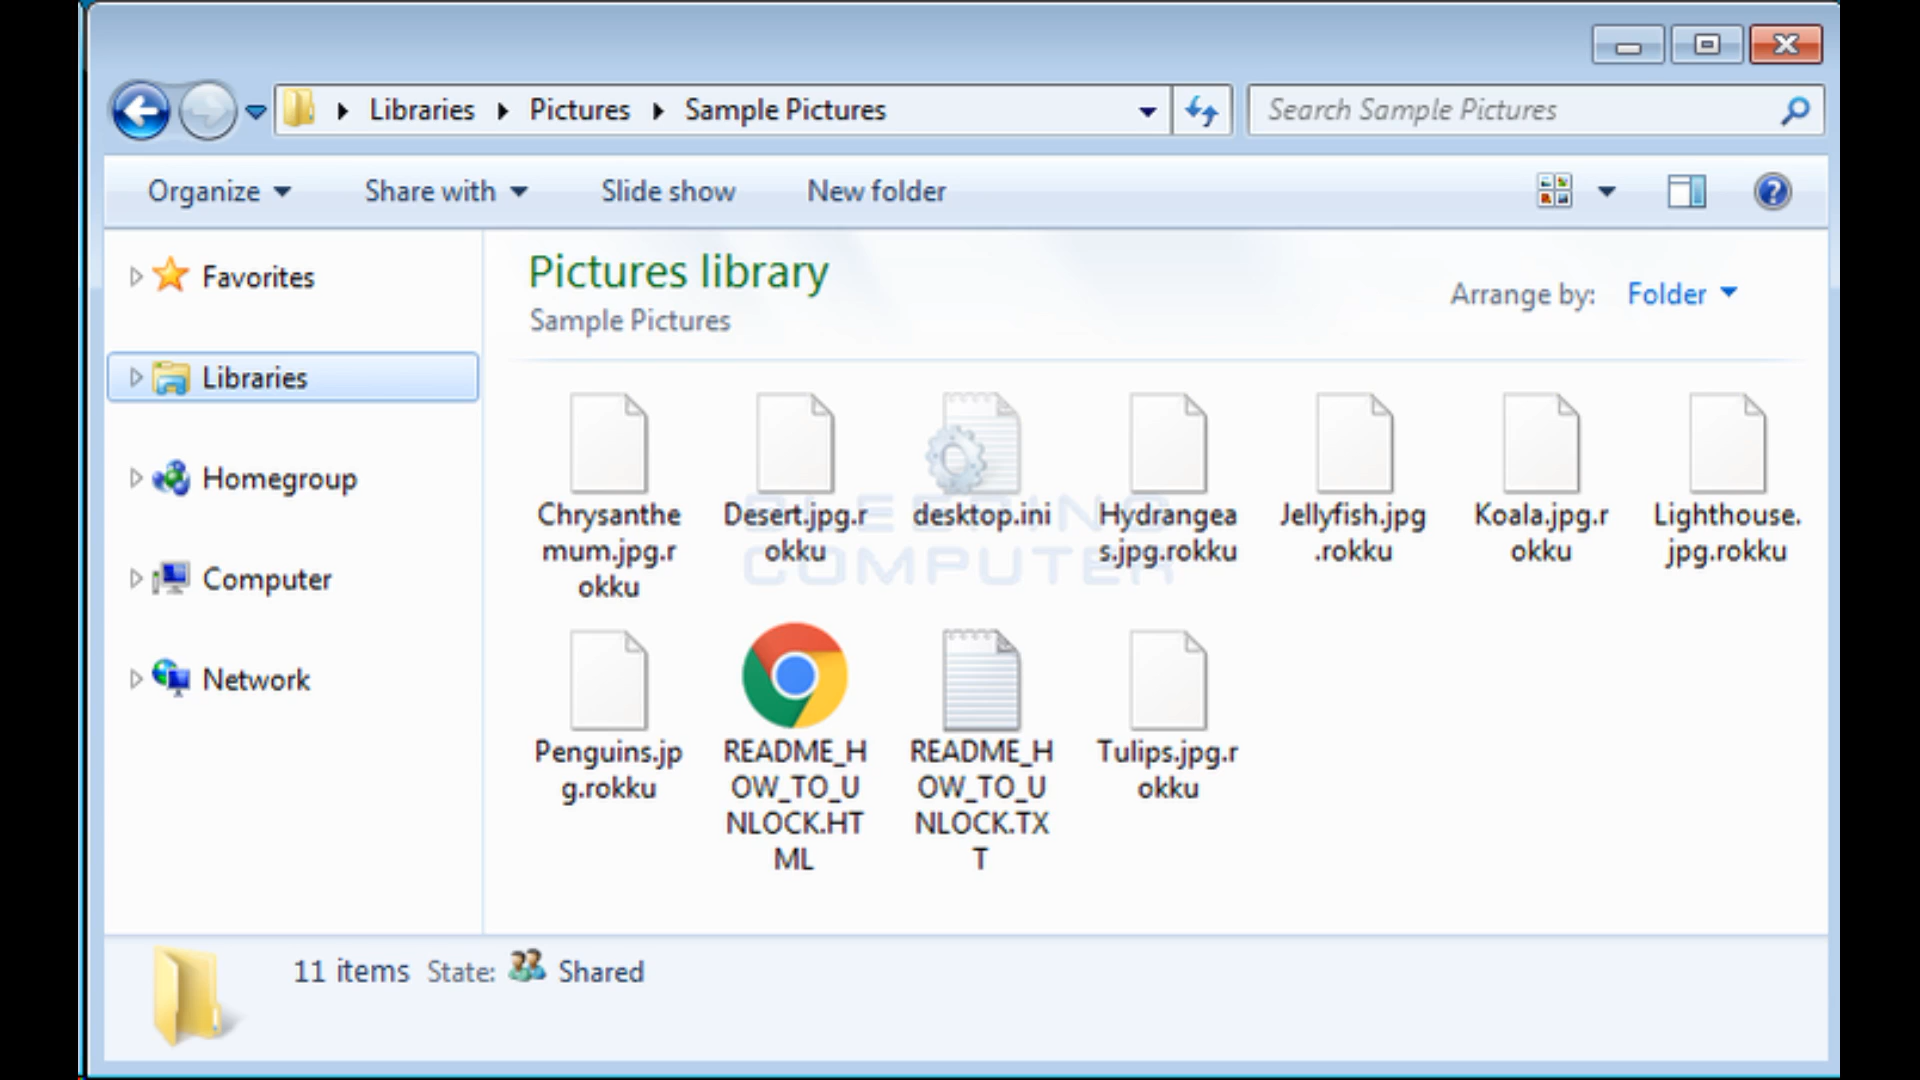 Libraries Pictures Sample Pictures
Search Sample Pictures
Organize Share with Slide show New folder
Favorites
Libraries
Homegroup
Computer
Network
Pictures library
Sample Pictures
Arrange by: Folder
Chrysanthe
mum.jpg.r
okku
Desert.jpg.r
okku
desktop.ini
Hydrangea
s.jpg.rokku
Jellyfish.jpg
.rokku
Koala.jpg.r
okku
Lighthouse.
jpg.rokku
BLEEPING
COMPUTER
Penguins.jp
g.rokku
README_H
OW_TO_U
NLOCK.HT
ML
README_H
OW_TO_U
NLOCK.TX
T
Tulips.jpg.r
okku
11 items State: Shared